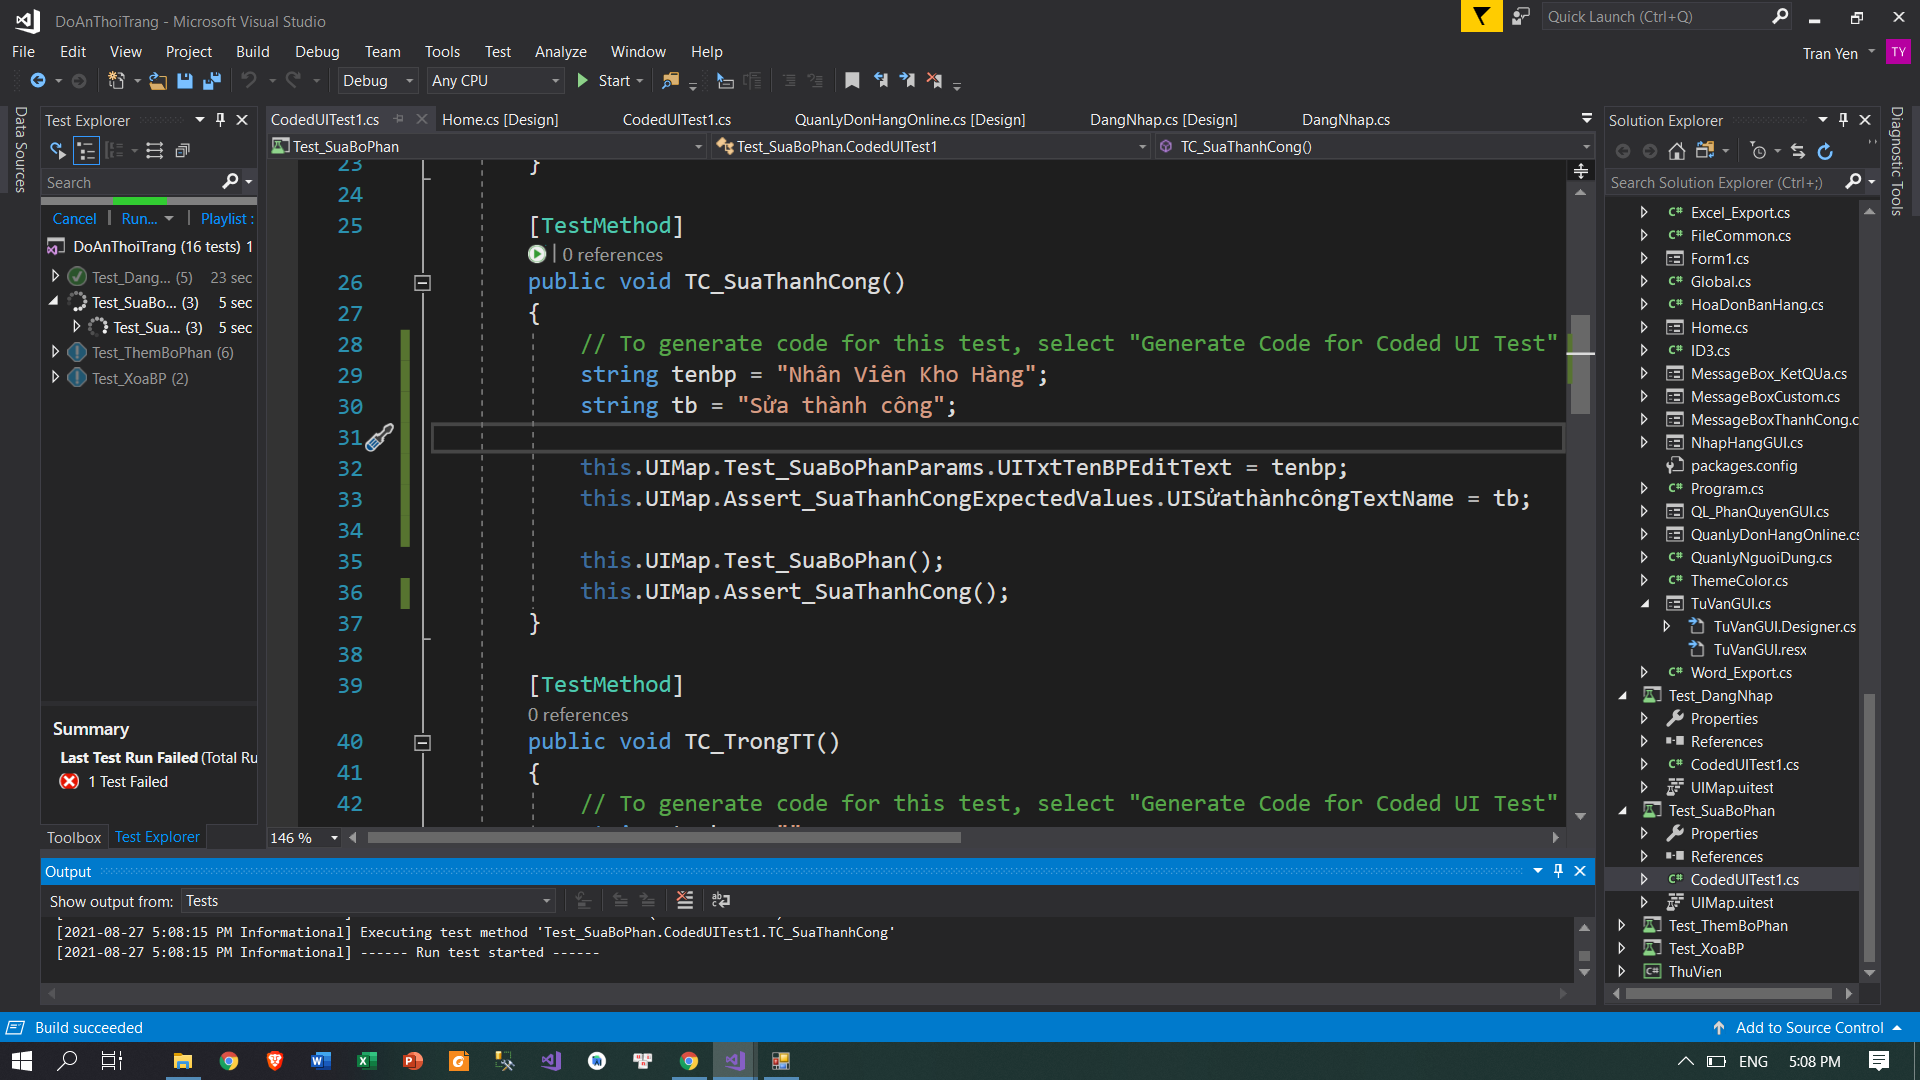 DoAnThoiTrang - Microsoft Visual Studio
Quick Launch (Ctrl+Q)
File Edit View Project Build Debug Team Tools Test Analyze Window Help
Tran Yen
TY
Debug
Any CPU
Start
Data Sources
Test Explorer
Search
Cancel
Run...
Playlist :
DoAnThoiTrang (16 tests) 1
Test_Dang... (5) 23 sec
Test_SuaBo... (3) 5 sec
Test_Sua... (3) 5 sec
Test_ThemBoPhan (6)
Test_XoaBP (2)
Summary
Last Test Run Failed (Total Ru
1 Test Failed
Toolbox
Test Explorer
CodedUITest1.cs
Home.cs [Design]
CodedUITest1.cs
QuanLyDonHangOnline.cs [Design]
DangNhap.cs [Design]
DangNhap.cs
Test_SuaBoPhan
Test_SuaBoPhan.CodedUITest1
TC_SuaThanhCong()
23 }
24
25 [TestMethod]
0 references
26 public void TC_SuaThanhCong()
27 {
28 // To generate code for this test, select "Generate Code for Coded UI Test"
29 string tenbp = "Nhân Viên Kho Hàng";
30 string tb = "Sửa thành công";
31
32 this.UIMap.Test_SuaBoPhanParams.UITxtTenBPEditText = tenbp;
33 this.UIMap.Assert_SuaThanhCongExpectedValues.UISửathànhcôngTextName = tb;
34
35 this.UIMap.Test_SuaBoPhan();
36 this.UIMap.Assert_SuaThanhCong();
37 }
38
39 [TestMethod]
0 references
40 public void TC_TrongTT()
41 {
42 // To generate code for this test, select "Generate Code for Coded UI Test"
146 %
Output
Show output from: Tests
[2021-08-27 5:08:15 PM Informational] Executing test method 'Test_SuaBoPhan.CodedUITest1.TC_SuaThanhCong'
[2021-08-27 5:08:15 PM Informational] ------ Run test started ------
Solution Explorer
Search Solution Explorer (Ctrl+;)
Excel_Export.cs
FileCommon.cs
Form1.cs
Global.cs
HoaDonBanHang.cs
Home.cs
ID3.cs
MessageBox_KetQUa.cs
MessageBoxCustom.cs
MessageBoxThanhCong.c
NhapHangGUI.cs
packages.config
Program.cs
QL_PhanQuyenGUI.cs
QuanLyDonHangOnline.cs
QuanLyNguoiDung.cs
ThemeColor.cs
TuVanGUI.cs
TuVanGUI.Designer.cs
TuVanGUI.resx
Word_Export.cs
Test_DangNhap
Properties
References
CodedUITest1.cs
UIMap.uitest
Test_SuaBoPhan
Properties
References
CodedUITest1.cs
UIMap.uitest
Test_ThemBoPhan
Test_XoaBP
ThuVien
Diagnostic Tools
Build succeeded
Add to Source Control
ENG
5:08 PM